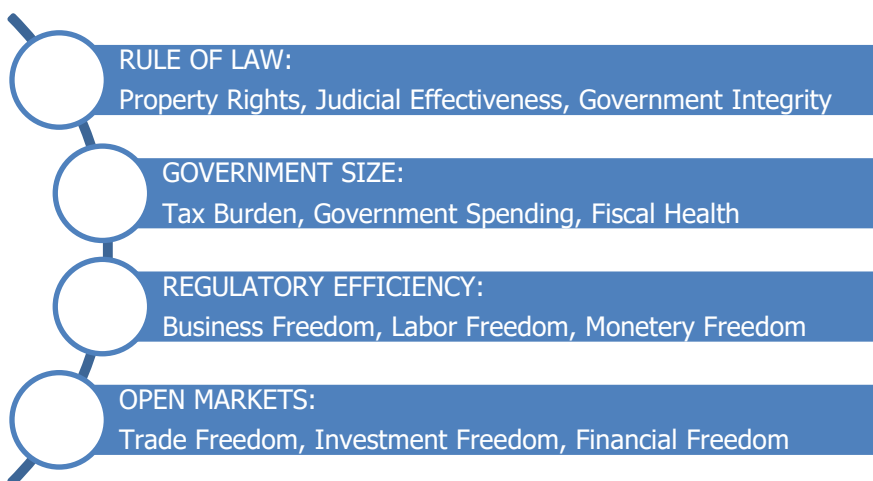 RULE OF LAW:
Property Rights, Judicial Effectiveness, Government Integrity
GOVERNMENT SIZE:
Tax Burden, Government Spending, Fiscal Health
REGULATORY EFFICIENCY:
Business Freedom, Labor Freedom, Monetery Freedom
OPEN MARKETS:
Trade Freedom, Investment Freedom, Financial Freedom